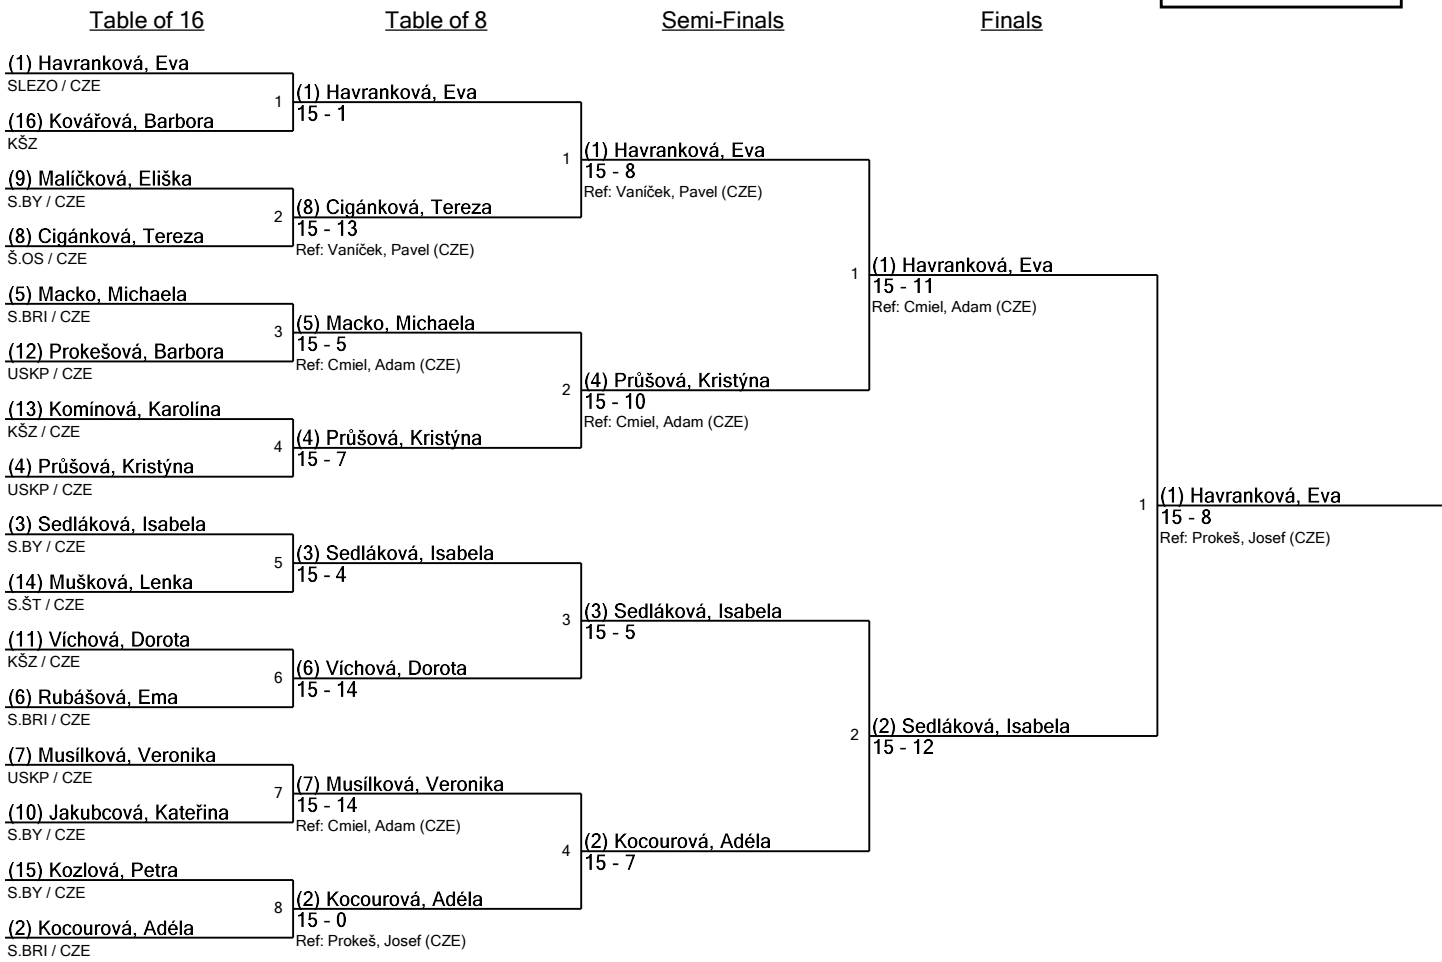 Table of 16
Table of 8
Semi-Finals
Finals
(1) Havranková, Eva
SLEZO / CZE
(16) Kovářová, Barbora
KŠZ
(9) Malíčková, Eliška
S.BY / CZE
(8) Cigánková, Tereza
Š.OS / CZE
(5) Macko, Michaela
S.BRI / CZE
(12) Prokešová, Barbora
USKP / CZE
(13) Komínová, Karolína
KŠZ / CZE
(4) Průšová, Kristýna
USKP / CZE
(3) Sedláková, Isabela
S.BY / CZE
(14) Mušková, Lenka
S.ŠT / CZE
(11) Víchová, Dorota
KŠZ / CZE
(6) Rubášová, Ema
S.BRI / CZE
(7) Musílková, Veronika
USKP / CZE
(10) Jakubcová, Kateřina
S.BY / CZE
(15) Kozlová, Petra
S.BY / CZE
(2) Kocourová, Adéla
S.BRI / CZE
1
(1) Havranková, Eva
15 - 1
2
(8) Cigánková, Tereza
15 - 13
Ref: Vaníček, Pavel (CZE)
3
(5) Macko, Michaela
15 - 5
Ref: Cmiel, Adam (CZE)
4
(4) Průšová, Kristýna
15 - 7
5
(3) Sedláková, Isabela
15 - 4
6
(6) Víchová, Dorota
15 - 14
7
(7) Musílková, Veronika
15 - 14
Ref: Cmiel, Adam (CZE)
8
(2) Kocourová, Adéla
15 - 0
Ref: Prokeš, Josef (CZE)
1
(1) Havranková, Eva
15 - 8
Ref: Vaníček, Pavel (CZE)
2
(4) Průšová, Kristýna
15 - 10
Ref: Cmiel, Adam (CZE)
3
(3) Sedláková, Isabela
15 - 5
4
(2) Kocourová, Adéla
15 - 7
1
(1) Havranková, Eva
15 - 11
Ref: Cmiel, Adam (CZE)
2
(2) Sedláková, Isabela
15 - 12
1
(1) Havranková, Eva
15 - 8
Ref: Prokeš, Josef (CZE)